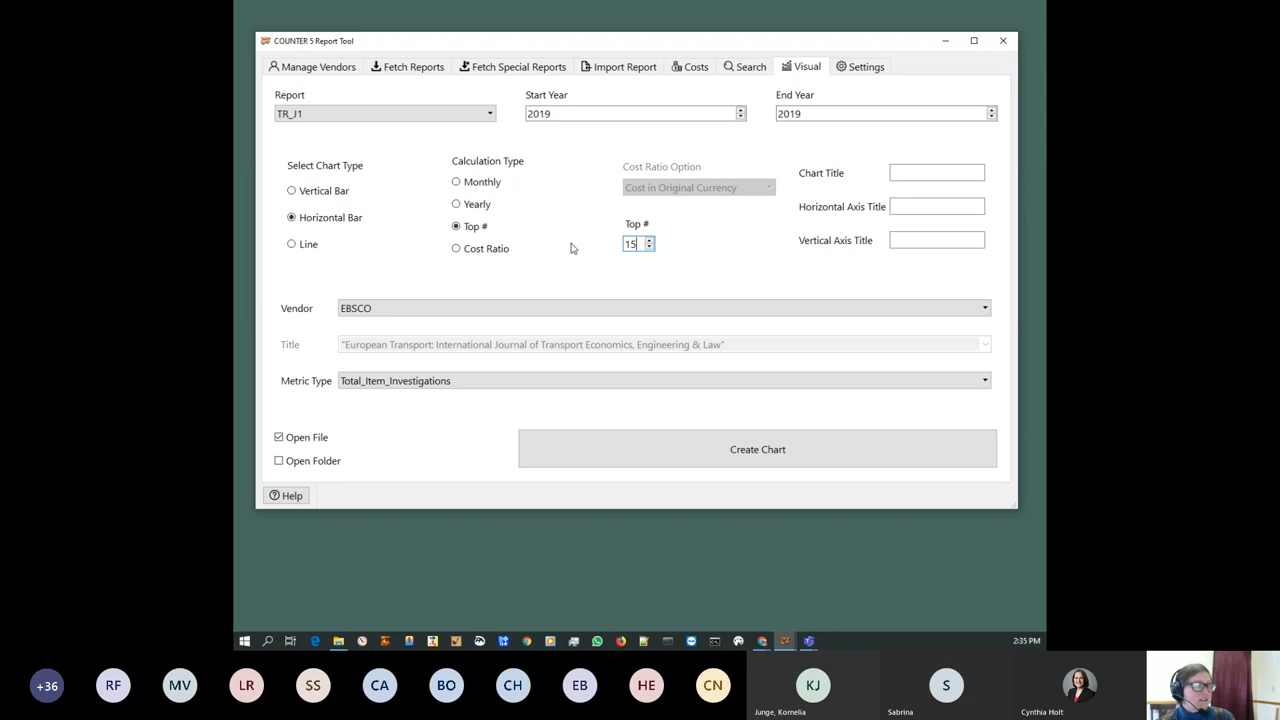 COUNTER 5 Report Tool
Manage Vendors Fetch Reports Fetch Special Reports Import Report Costs Search Visual Settings
Report Start Year End Year
TR_J1 2019 2019
Select Chart Type Calculation Type Cost Ratio Option
Vertical Bar Monthly Cost in Original Currency Chart Title
Horizontal Bar Yearly Top # Horizontal Axis Title
Line Top # 15 Vertical Axis Title
Cost Ratio
Vendor EBSCO
Title "European Transport: International Journal of Transport Economics, Engineering & Law"
Metric Type Total_Item_Investigations
Open File
Open Folder
Create Chart
Help
2:35 PM
+36 RF MV LR SS CA BO CH EB HE CN KJ S
Junge, Kornelia Sabrina Cynthia Holt